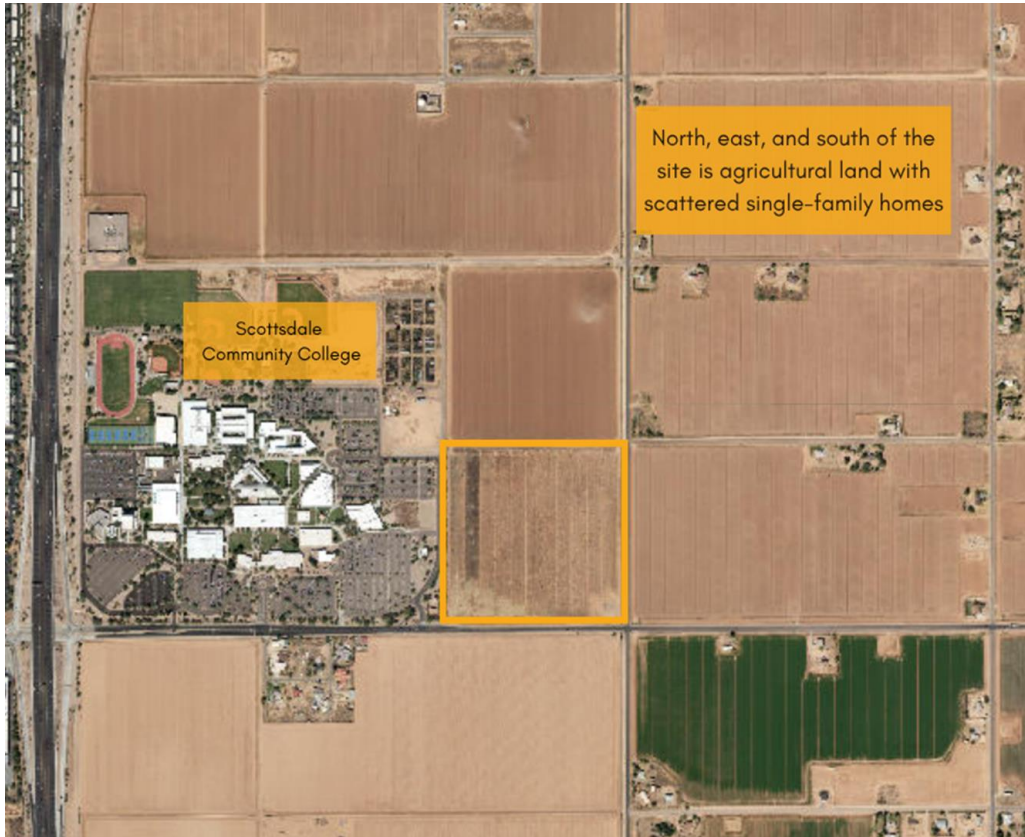 North, east, and south of the
site is agricultural land with
scattered single-family homes
Scottsdale
Community College